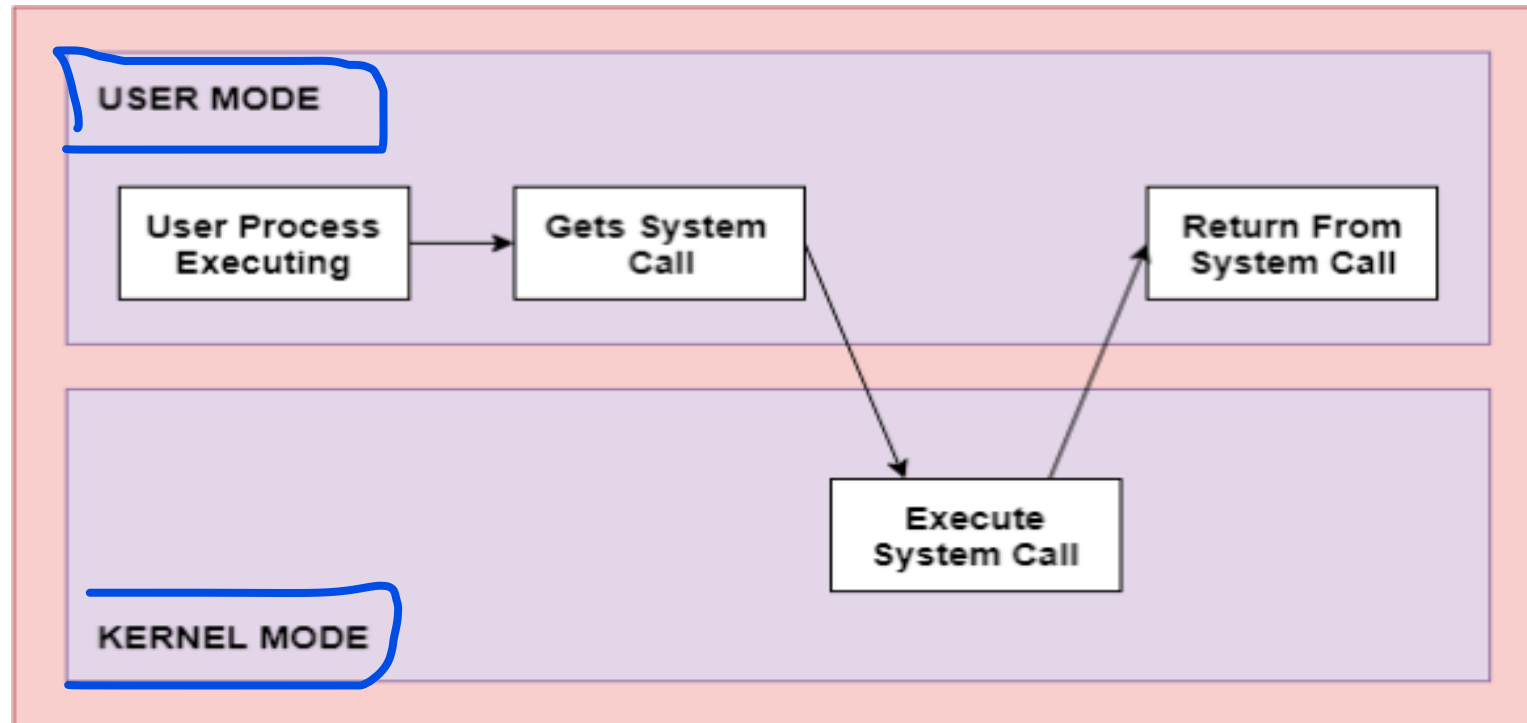 USER MODE
User Process
Executing
Gets System
Call
Return From
System Call
Execute
System Call
KERNEL MODE